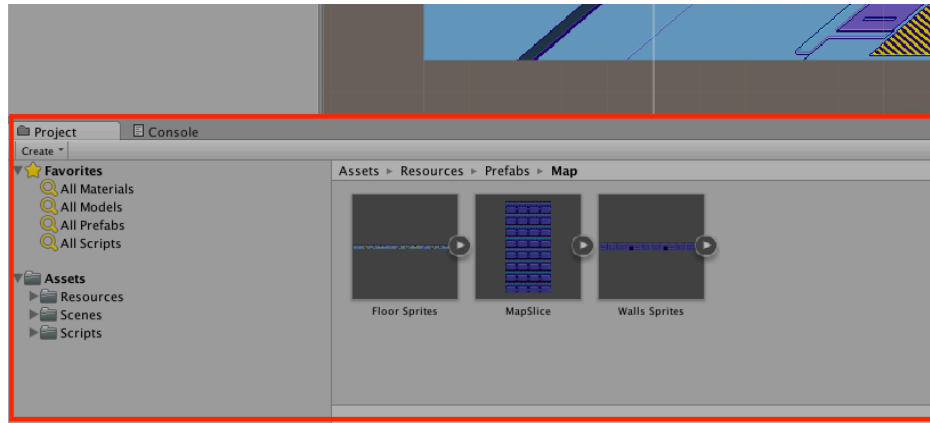 Project Console
Create
Favorites
All Materials
All Models
All Prefabs
All Scripts
Assets
Resources
Scenes
Scripts
Assets Resources Prefabs Map
Floor Sprites MapSlice Walls Sprites